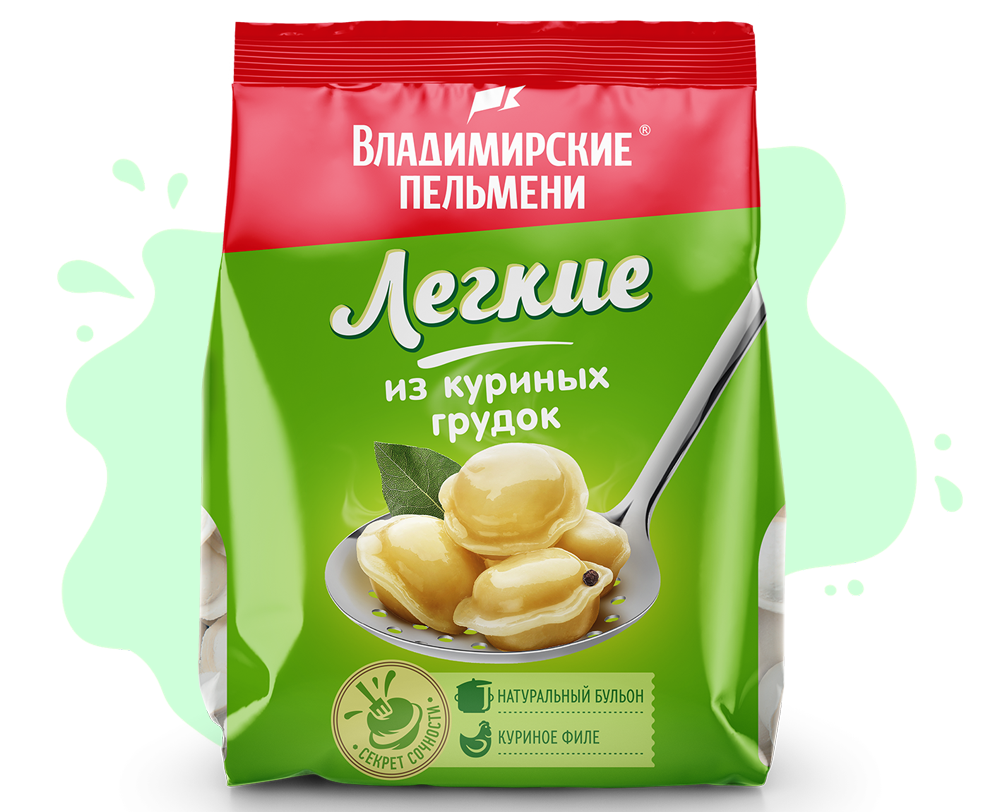 Владимирские®
пельмени
Легкие
из куриных
грудок
Натуральный бульон
Куриное филе
• Секрет сочности •